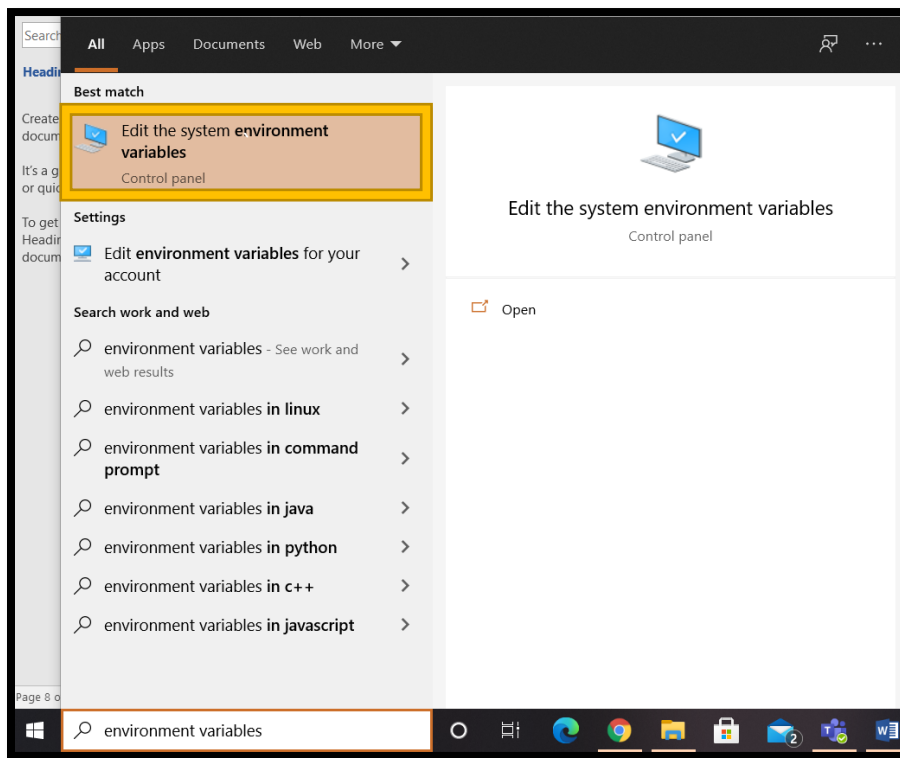 Search
All Apps Documents Web More
Headi
Best match
Create
docum
It's a g
or quic
To get
Headin
docum
Edit the system environment
variables
Control panel
Settings
Edit environment variables for your
account
Search work and web
environment variables - See work and
web results
environment variables in linux
environment variables in command
prompt
environment variables in java
environment variables in python
environment variables in c++
environment variables in javascript
Edit the system environment variables
Control panel
Open
Page 8 o
environment variables
2
T
W